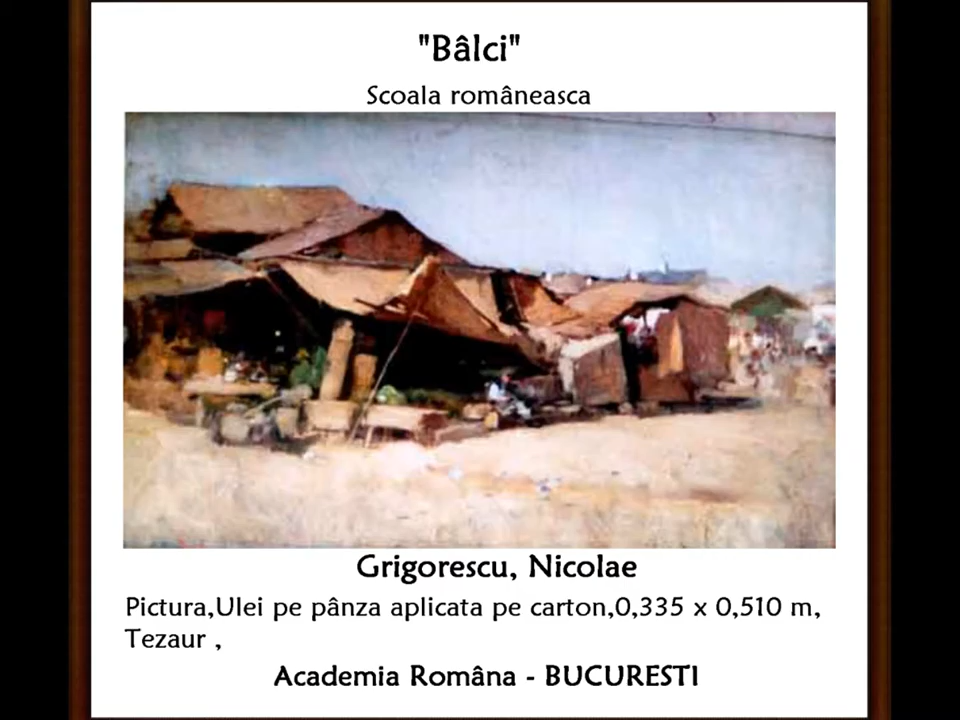 "Bâlci"
Scoala româneasca
Grigorescu, Nicolae
Pictura,Ulei pe pânza aplicata pe carton,0,335 x 0,510 m,
Tezaur ,
Academia Româna - BUCURESTI